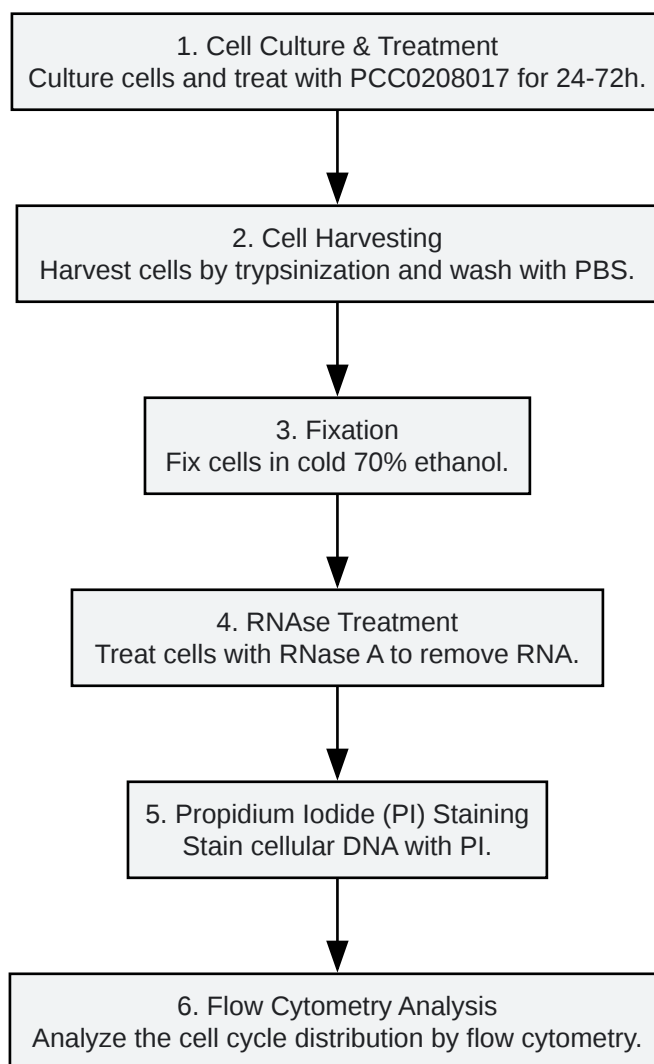 1. Cell Culture & Treatment
Culture cells and treat with PCC0208017 for 24-72h.
2. Cell Harvesting
Harvest cells by trypsinization and wash with PBS.
3. Fixation
Fix cells in cold 70% ethanol.
4. RNAse Treatment
Treat cells with RNase A to remove RNA.
5. Propidium Iodide (PI) Staining
Stain cellular DNA with PI.
6. Flow Cytometry Analysis
Analyze the cell cycle distribution by flow cytometry.